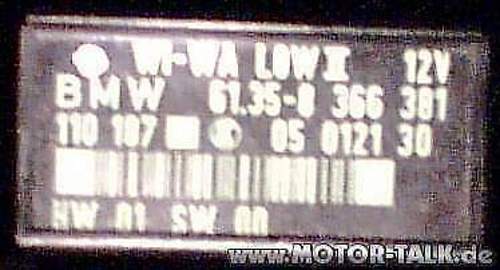 WI-WA LOW II 12V
BMW 61.35-8 366 381
110 187 05 0121 30
HW 01 SW 00
www.MOTOR-TALK.de